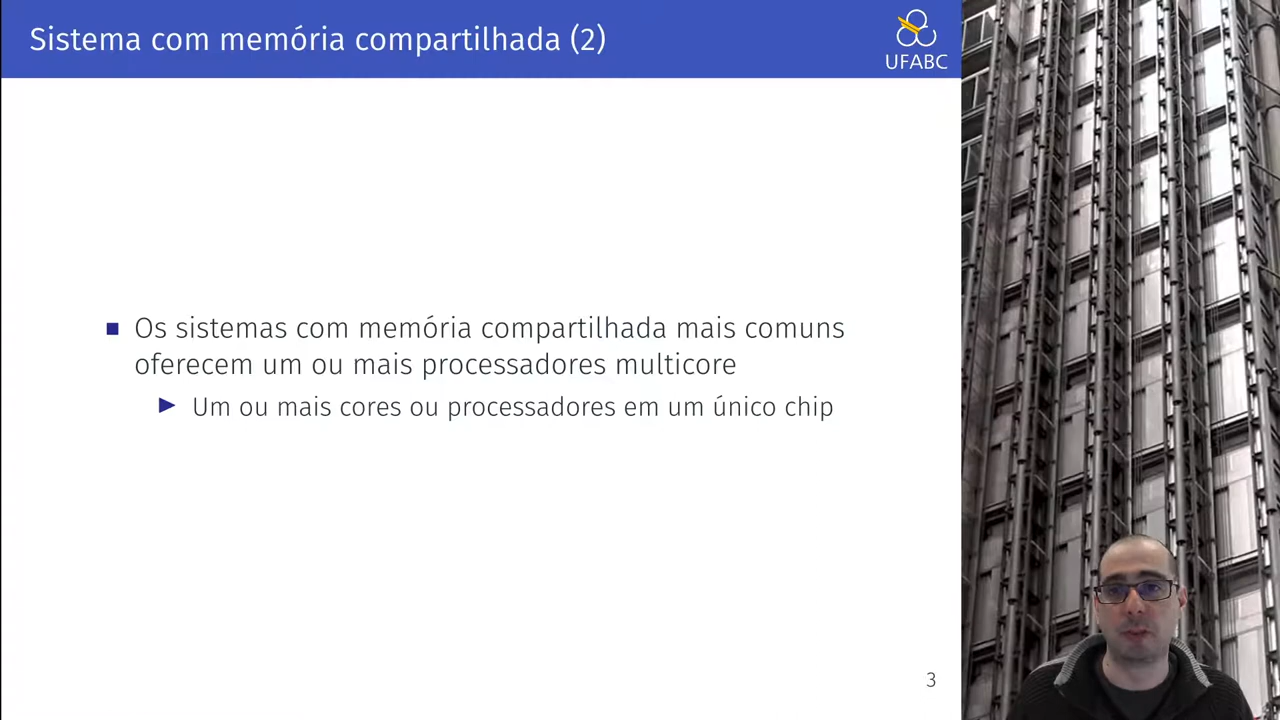 Sistema com memória compartilhada (2)
UFABC
Os sistemas com memória compartilhada mais comuns
oferecem um ou mais processadores multicore
Um ou mais cores ou processadores em um único chip
3